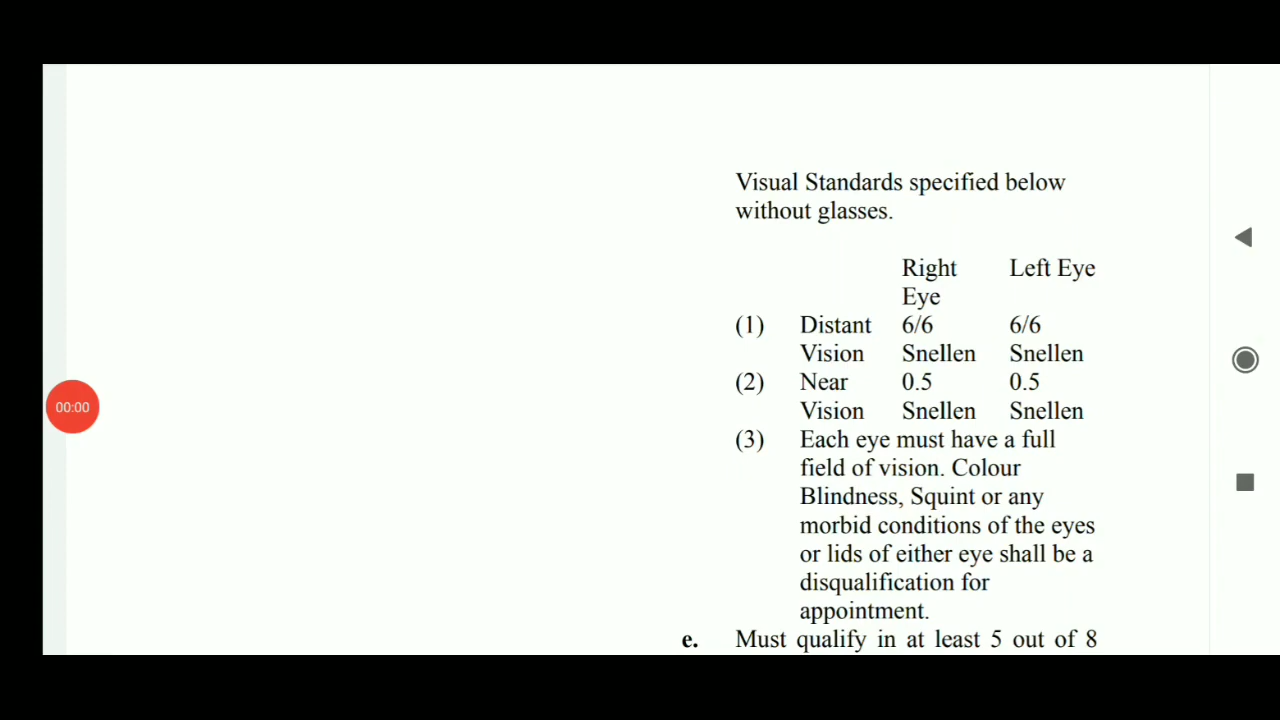 Visual Standards specified below
without glasses.
Right Left Eye
Eye
(1) Distant 6/6 6/6
Vision Snellen Snellen
(2) Near 0.5 0.5
Vision Snellen Snellen
(3) Each eye must have a full
field of vision. Colour
Blindness, Squint or any
morbid conditions of the eyes
or lids of either eye shall be a
disqualification for
appointment.
e. Must qualify in at least 5 out of 8
00:00